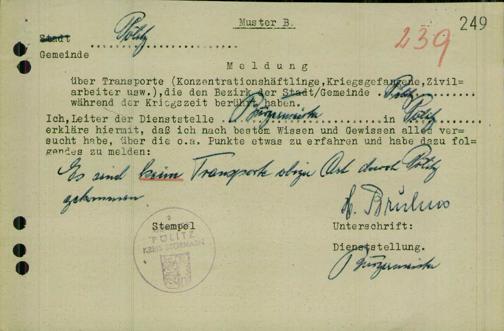 Muster B.
249
239
Stadt Pölitz
Gemeinde
Meldung
über Transporte (Konzentrationshäftlinge, Kriegsgefangene, Zivil-
arbeiter usw.), die den Bezirk der Stadt/Gemeinde Pölitz
während der Kriegszeit berührt haben.
Ich, Leiter der Dienststelle Bürgermeister in Pölitz
erkläre hiermit, daß ich nach bestem Wissen und Gewissen alles ver-
sucht habe, über die o.a. Punkte etwas zu erfahren und habe dazu fol-
gendes zu melden:
Es sind keine Transporte obiger Art durch Pölitz
gekommen.
Stempel
Unterschrift:
Dienststellung.
Bürgermeister
PÖLITZ
KREIS STORMARN